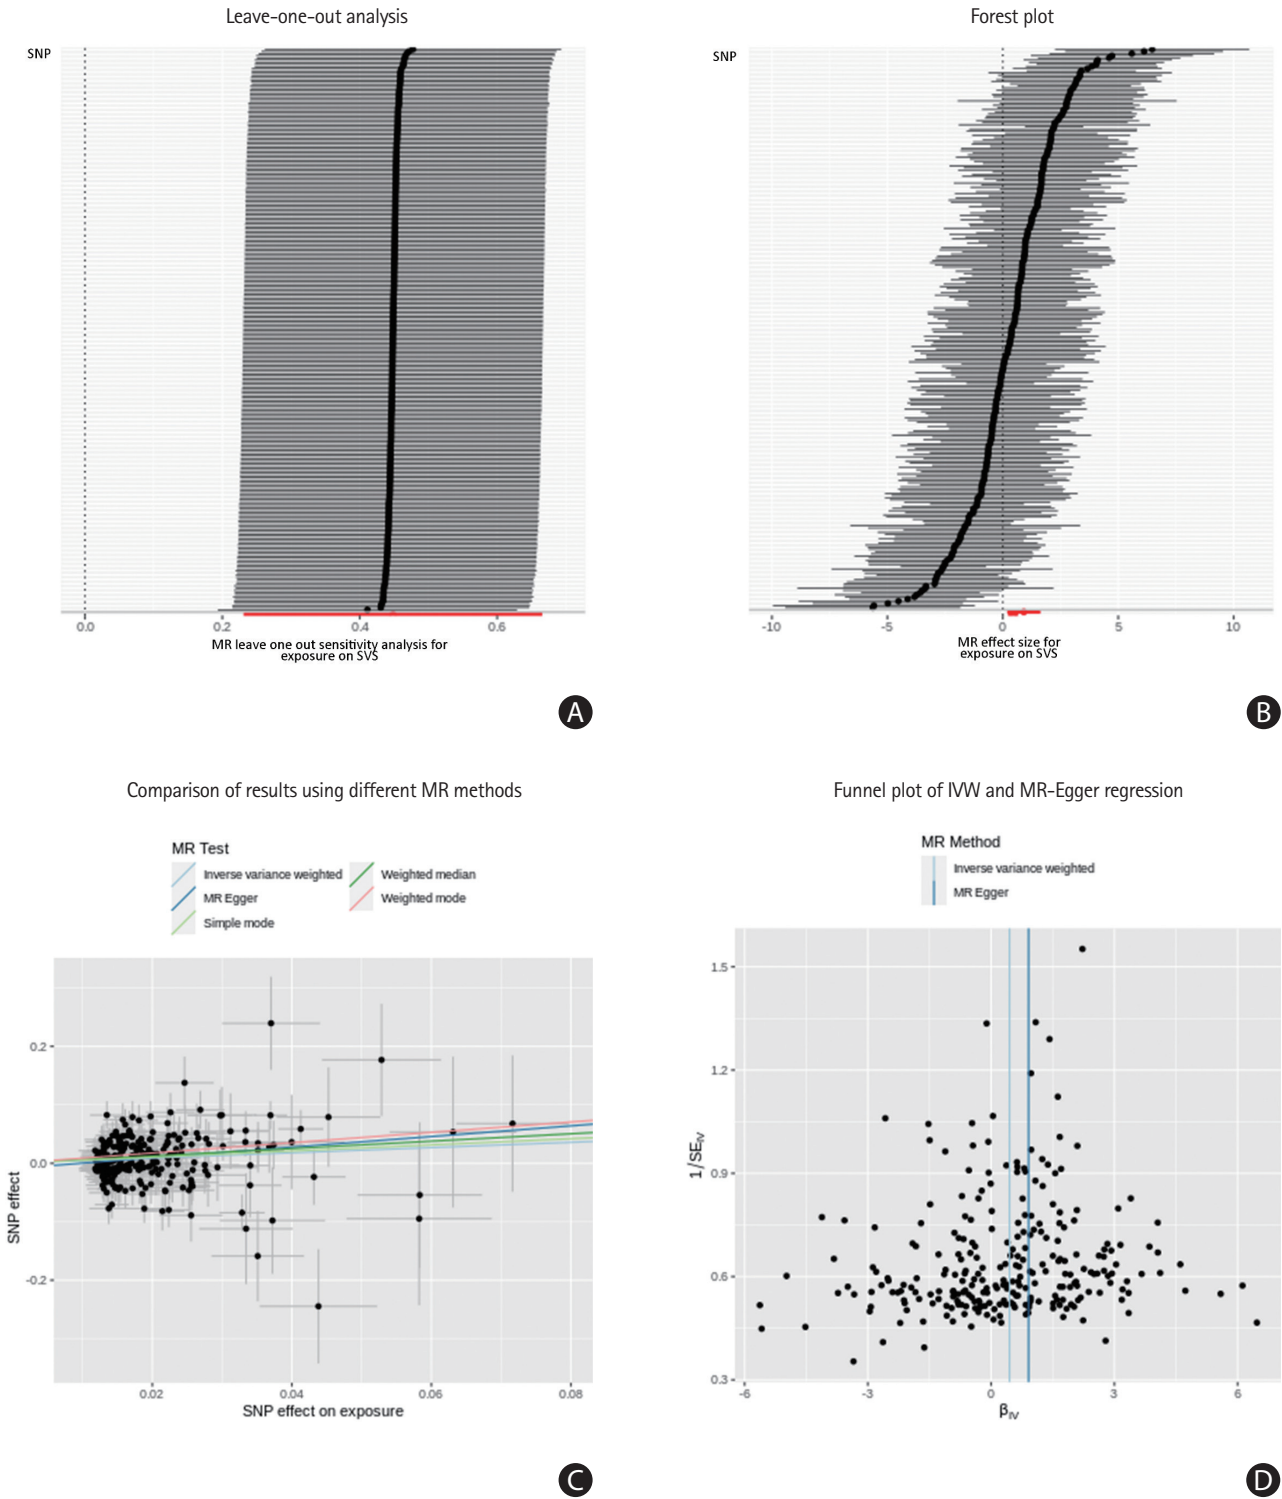 Leave-one-out analysis
SNP
0.0 0.2 0.4 0.6
MR leave one out sensitivity analysis for
exposure on SVS
A
Forest plot
SNP
-10 -5 0 5 10
MR effect size for
exposure on SVS
B
Comparison of results using different MR methods
MR Test
Inverse variance weighted Weighted median
MR Egger Weighted mode
Simple mode
0.2
0.0
-0.2
SNP effect
0.02 0.04 0.06 0.08
SNP effect on exposure
C
Funnel plot of IVW and MR-Egger regression
MR Method
Inverse variance weighted
MR Egger
1.5
1.2
0.9
0.6
0.3
1/SEIV
-6 -3 0 3 6
βIV
D